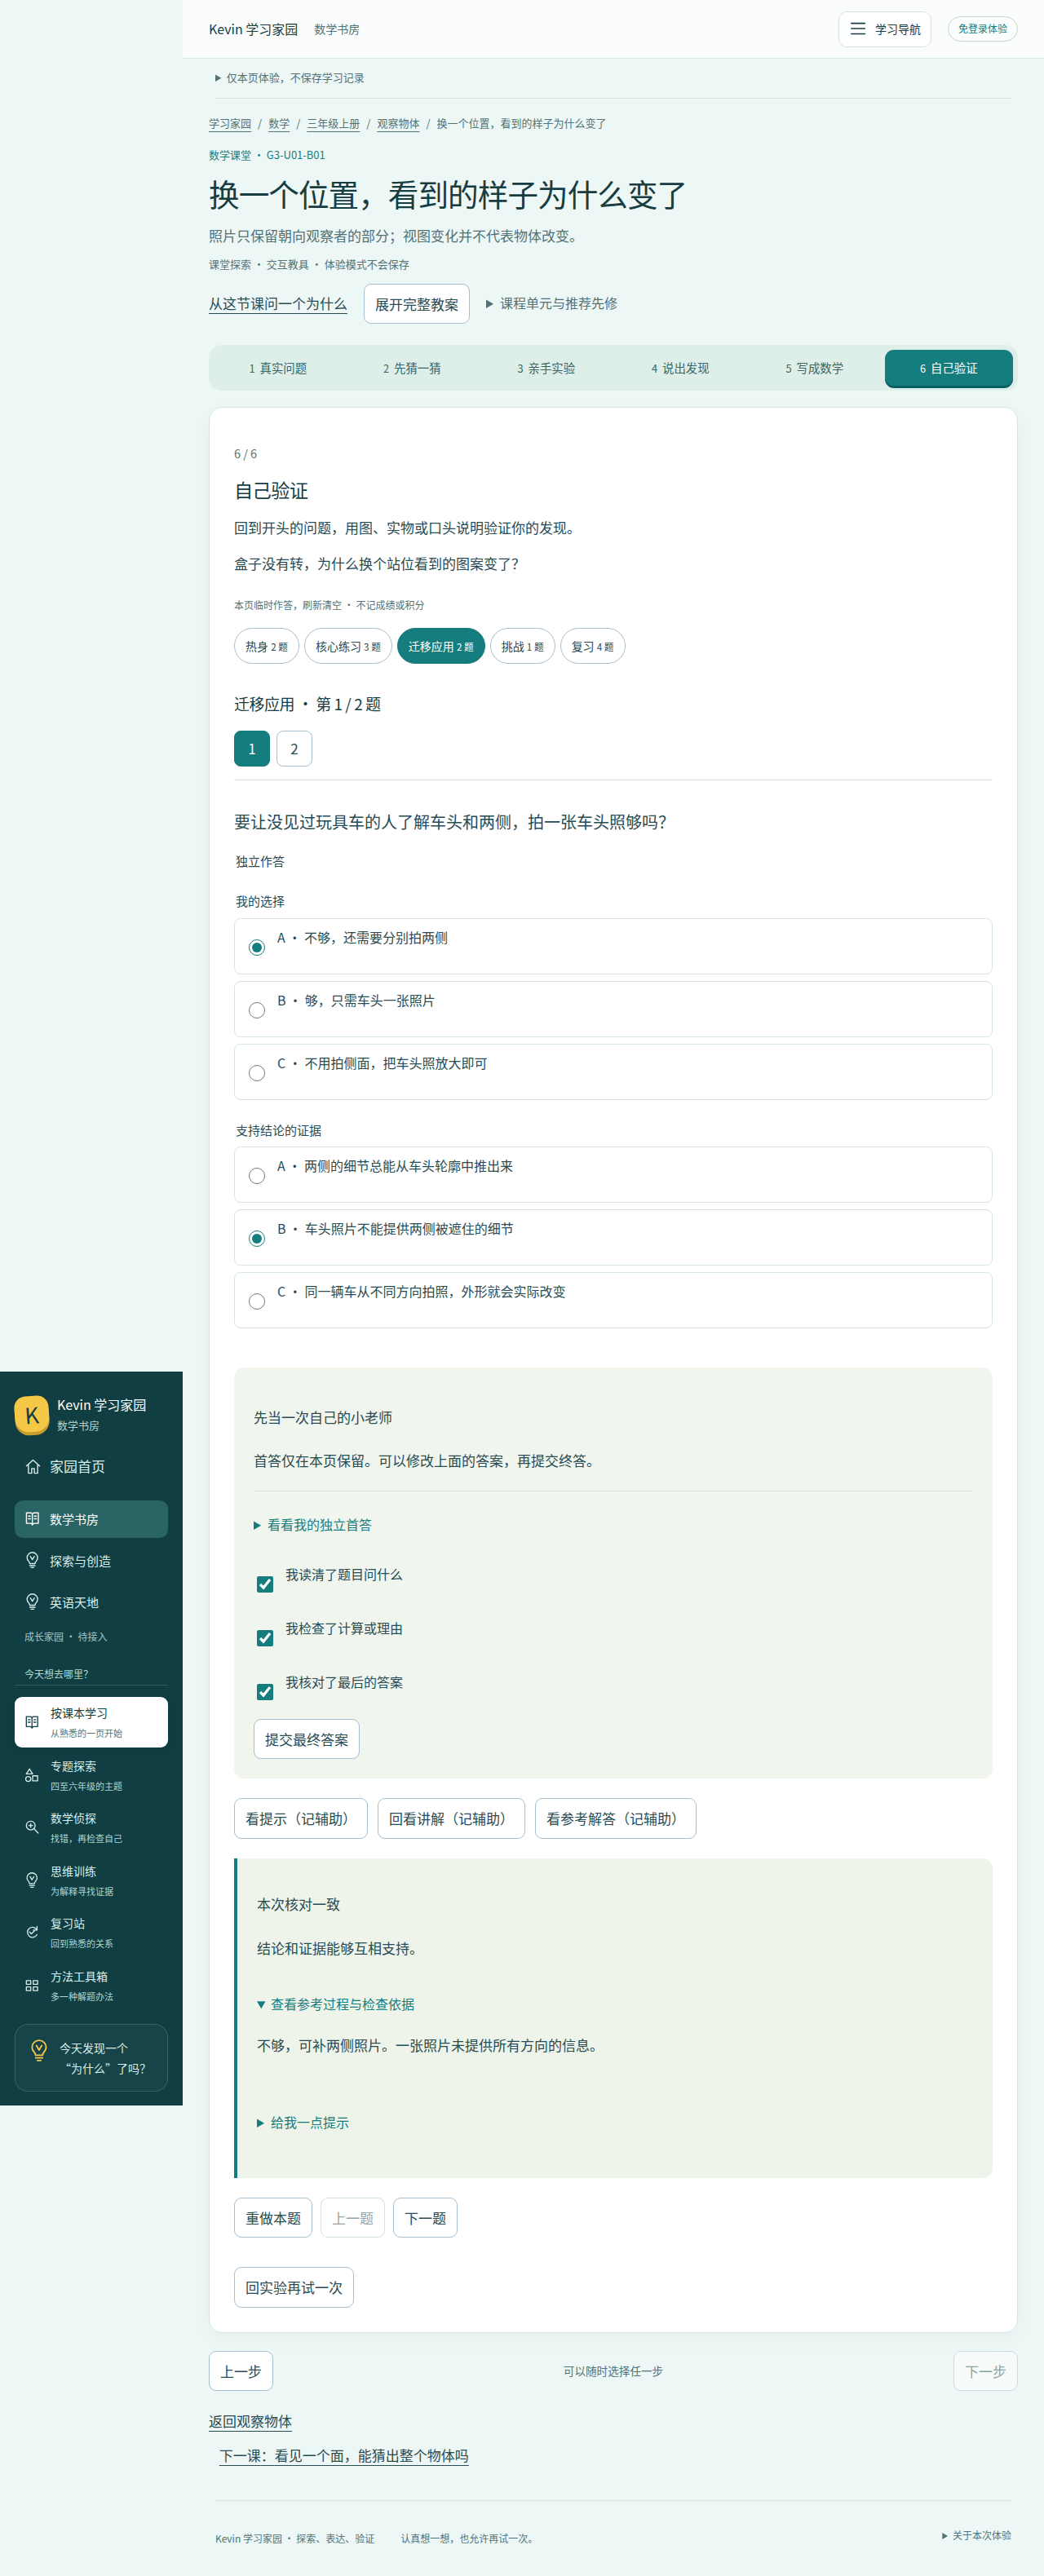 Kevin 学习家园 数学书房
学习导航
免登录体验
仅本页体验，不保存学习记录
学习家园 / 数学 / 三年级上册 / 观察物体 / 换一个位置，看到的样子为什么变了
数学课堂 · G3-U01-B01
换一个位置，看到的样子为什么变了
照片只保留朝向观察者的部分；视图变化并不代表物体改变。
课堂探索 · 交互教具 · 体验模式不会保存
从这节课问一个为什么
展开完整教案
课程单元与推荐先修
1 真实问题
2 先猜一猜
3 亲手实验
4 说出发现
5 写成数学
6 自己验证
6 / 6
自己验证
回到开头的问题，用图、实物或口头说明验证你的发现。
盒子没有转，为什么换个站位看到的图案变了？
本页临时作答，刷新清空 · 不记成绩或积分
热身 2 题
核心练习 3 题
迁移应用 2 题
挑战 1 题
复习 4 题
迁移应用 · 第 1 / 2 题
1
2
要让没见过玩具车的人了解车头和两侧，拍一张车头照够吗？
独立作答
我的选择
A · 不够，还需要分别拍两侧
B · 够，只需车头一张照片
C · 不用拍侧面，把车头照放大即可
支持结论的证据
A · 两侧的细节总能从车头轮廓中推出来
B · 车头照片不能提供两侧被遮住的细节
C · 同一辆车从不同方向拍照，外形就会实际改变
先当一次自己的小老师
首答仅在本页保留。可以修改上面的答案，再提交终答。
看看我的独立首答
我读清了题目问什么
我检查了计算或理由
我核对了最后的答案
提交最终答案
看提示（记辅助）
回看讲解（记辅助）
看参考解答（记辅助）
本次核对一致
结论和证据能够互相支持。
查看参考过程与检查依据
不够，可补两侧照片。一张照片未提供所有方向的信息。
给我一点提示
重做本题
上一题
下一题
回实验再试一次
上一步
可以随时选择任一步
下一步
返回观察物体
下一课：看见一个面，能猜出整个物体吗
Kevin 学习家园 · 探索、表达、验证
认真想一想，也允许再试一次。
关于本次体验
K
Kevin 学习家园
数学书房
家园首页
数学书房
探索与创造
英语天地
成长家园 · 待接入
今天想去哪里？
按课本学习
从熟悉的一页开始
专题探索
四至六年级的主题
数学侦探
找错，再检查自己
思维训练
为解释寻找证据
复习站
回到熟悉的关系
方法工具箱
多一种解题办法
今天发现一个
“为什么”了吗？